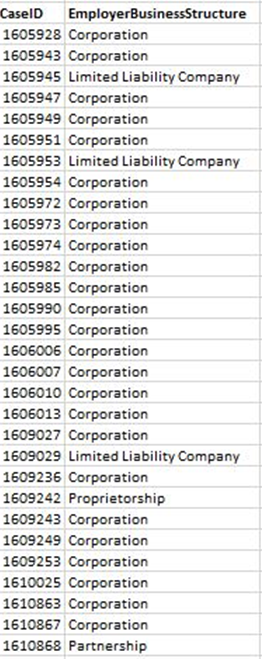 CaseID EmployerBusinessStructure
1605928 Corporation
1605943 Corporation
1605945 Limited Liability Company
1605947 Corporation
1605949 Corporation
1605951 Corporation
1605953 Limited Liability Company
1605954 Corporation
1605972 Corporation
1605973 Corporation
1605974 Corporation
1605982 Corporation
1605985 Corporation
1605990 Corporation
1605995 Corporation
1606006 Corporation
1606007 Corporation
1606010 Corporation
1606013 Corporation
1609027 Corporation
1609029 Limited Liability Company
1609236 Corporation
1609242 Proprietorship
1609243 Corporation
1609249 Corporation
1609253 Corporation
1610025 Corporation
1610863 Corporation
1610867 Corporation
1610868 Partnership